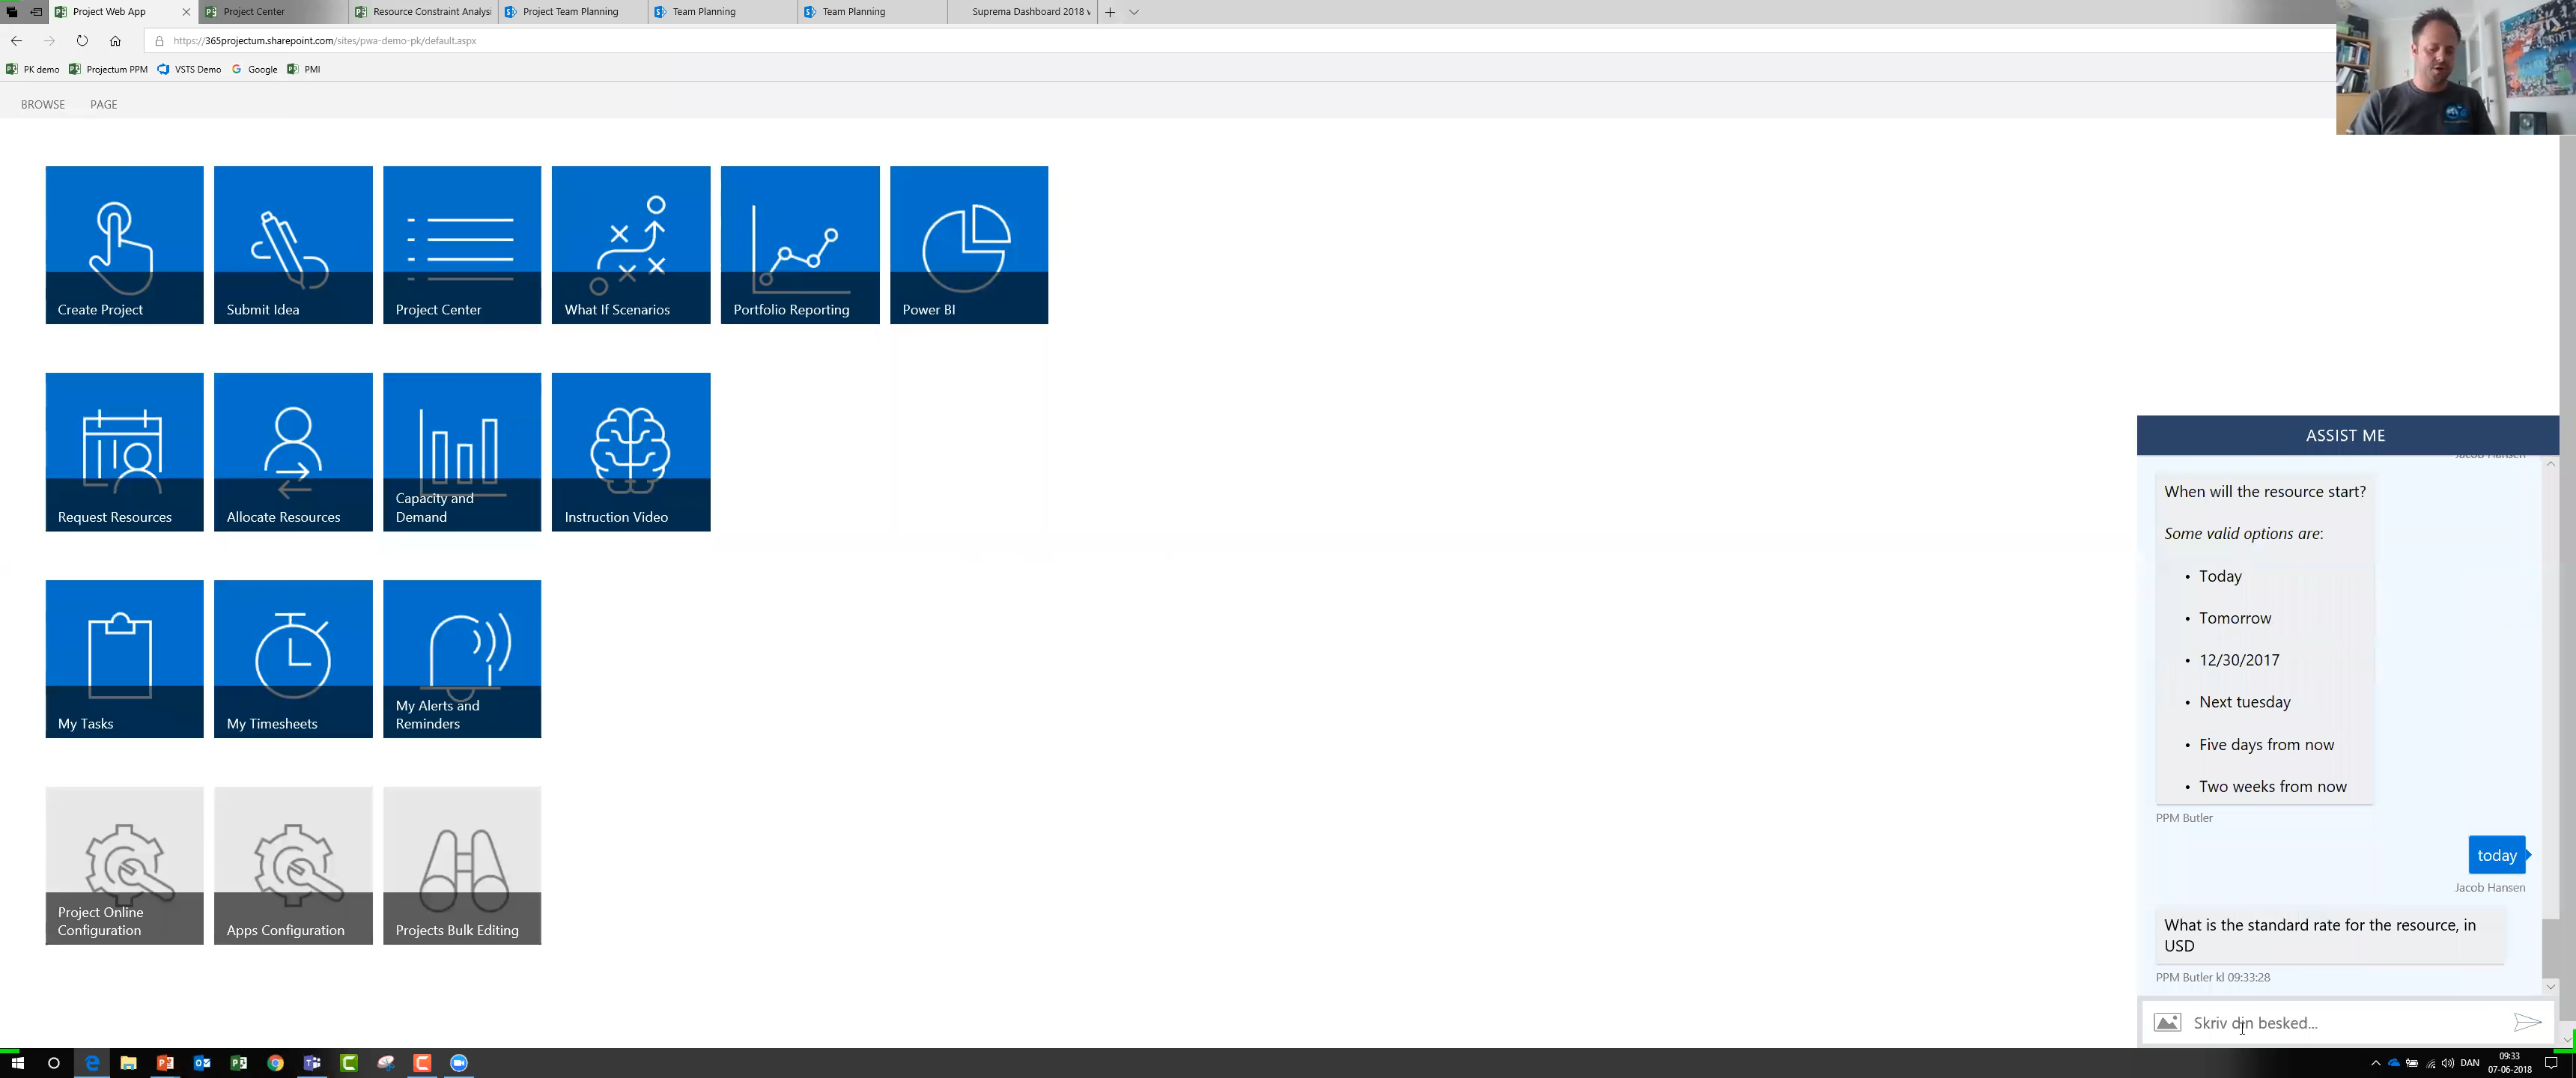 Project Web App
Project Center
Resource Constraint Analysi
Project Team Planning
Team Planning
Team Planning
Suprema Dashboard 2018 v
https://365projectum.sharepoint.com/sites/pwa-demo-pk/default.aspx
PK demo
Projectum PPM
VSTS Demo
Google
PMI
BROWSE
PAGE
Create Project
Submit Idea
Project Center
What If Scenarios
Portfolio Reporting
Power BI
Request Resources
Allocate Resources
Capacity and
Demand
Instruction Video
My Tasks
My Timesheets
My Alerts and
Reminders
Project Online
Configuration
Apps Configuration
Projects Bulk Editing
ASSIST ME
Jacob Hansen
When will the resource start?
Some valid options are:
• Today
• Tomorrow
• 12/30/2017
• Next tuesday
• Five days from now
• Two weeks from now
PPM Butler
today
Jacob Hansen
What is the standard rate for the resource, in
USD
PPM Butler kl 09:33:28
Skriv din besked...
DAN
09:33
07-06-2018